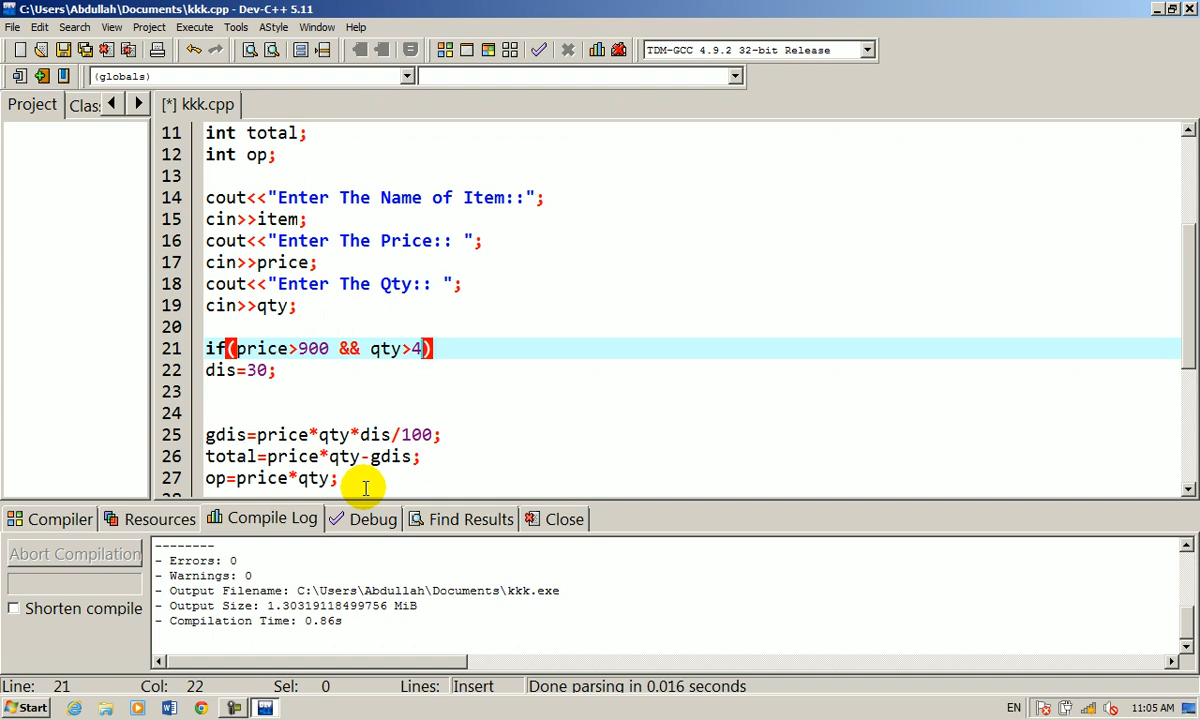 C:\Users\Abdullah\Documents\kkk.cpp - Dev-C++ 5.11
File Edit Search View Project Execute Tools AStyle Window Help
TDM-GCC 4.9.2 32-bit Release
(globals)
Project Clas [*] kkk.cpp
11 int total;
12 int op;
13
14 cout<<"Enter The Name of Item::";
15 cin>>item;
16 cout<<"Enter The Price:: ";
17 cin>>price;
18 cout<<"Enter The Qty:: ";
19 cin>>qty;
20
21 if(price>900 && qty>4)
22 dis=30;
23
24
25 gdis=price*qty*dis/100;
26 total=price*qty-gdis;
27 op=price*qty;
Compiler Resources Compile Log Debug Find Results Close
Abort Compilation
Shorten compile
--------
- Errors: 0
- Warnings: 0
- Output Filename: C:\Users\Abdullah\Documents\kkk.exe
- Output Size: 1.30319118499756 MiB
- Compilation Time: 0.86s
Line: 21 Col: 22 Sel: 0 Lines: Insert Done parsing in 0.016 seconds
Start EN 11:05 AM